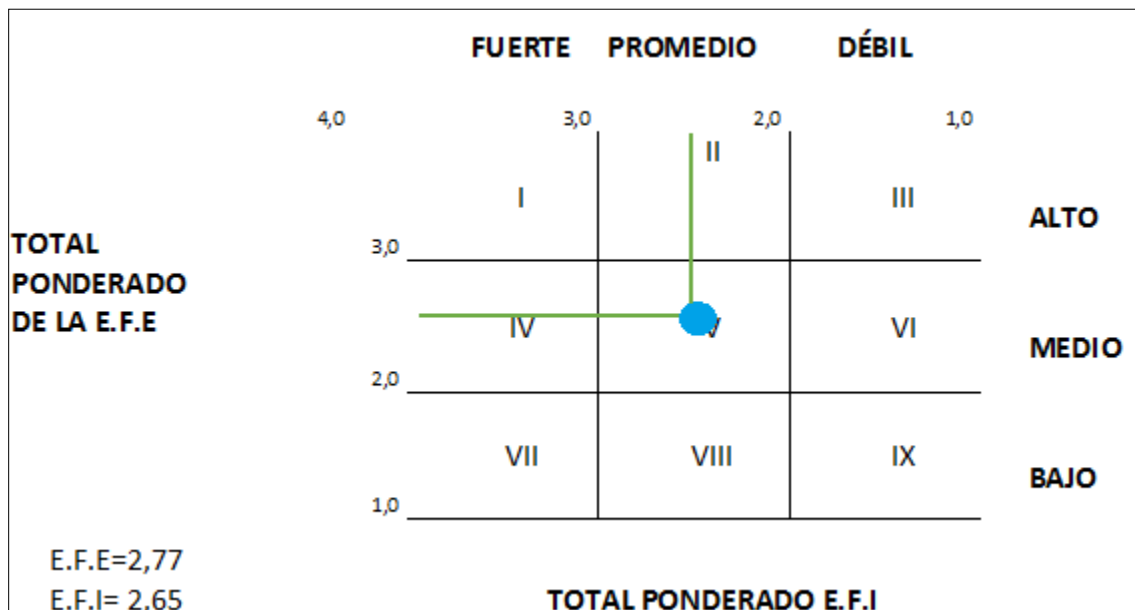 FUERTE PROMEDIO DÉBIL
4,0 3,0 2,0 1,0
II
I III
ALTO
TOTAL
PONDERADO
DE LA E.F.E
3,0
IV V VI
MEDIO
2,0
VII VIII IX
BAJO
1,0
E.F.E=2,77
E.F.I= 2.65
TOTAL PONDERADO E.F.I